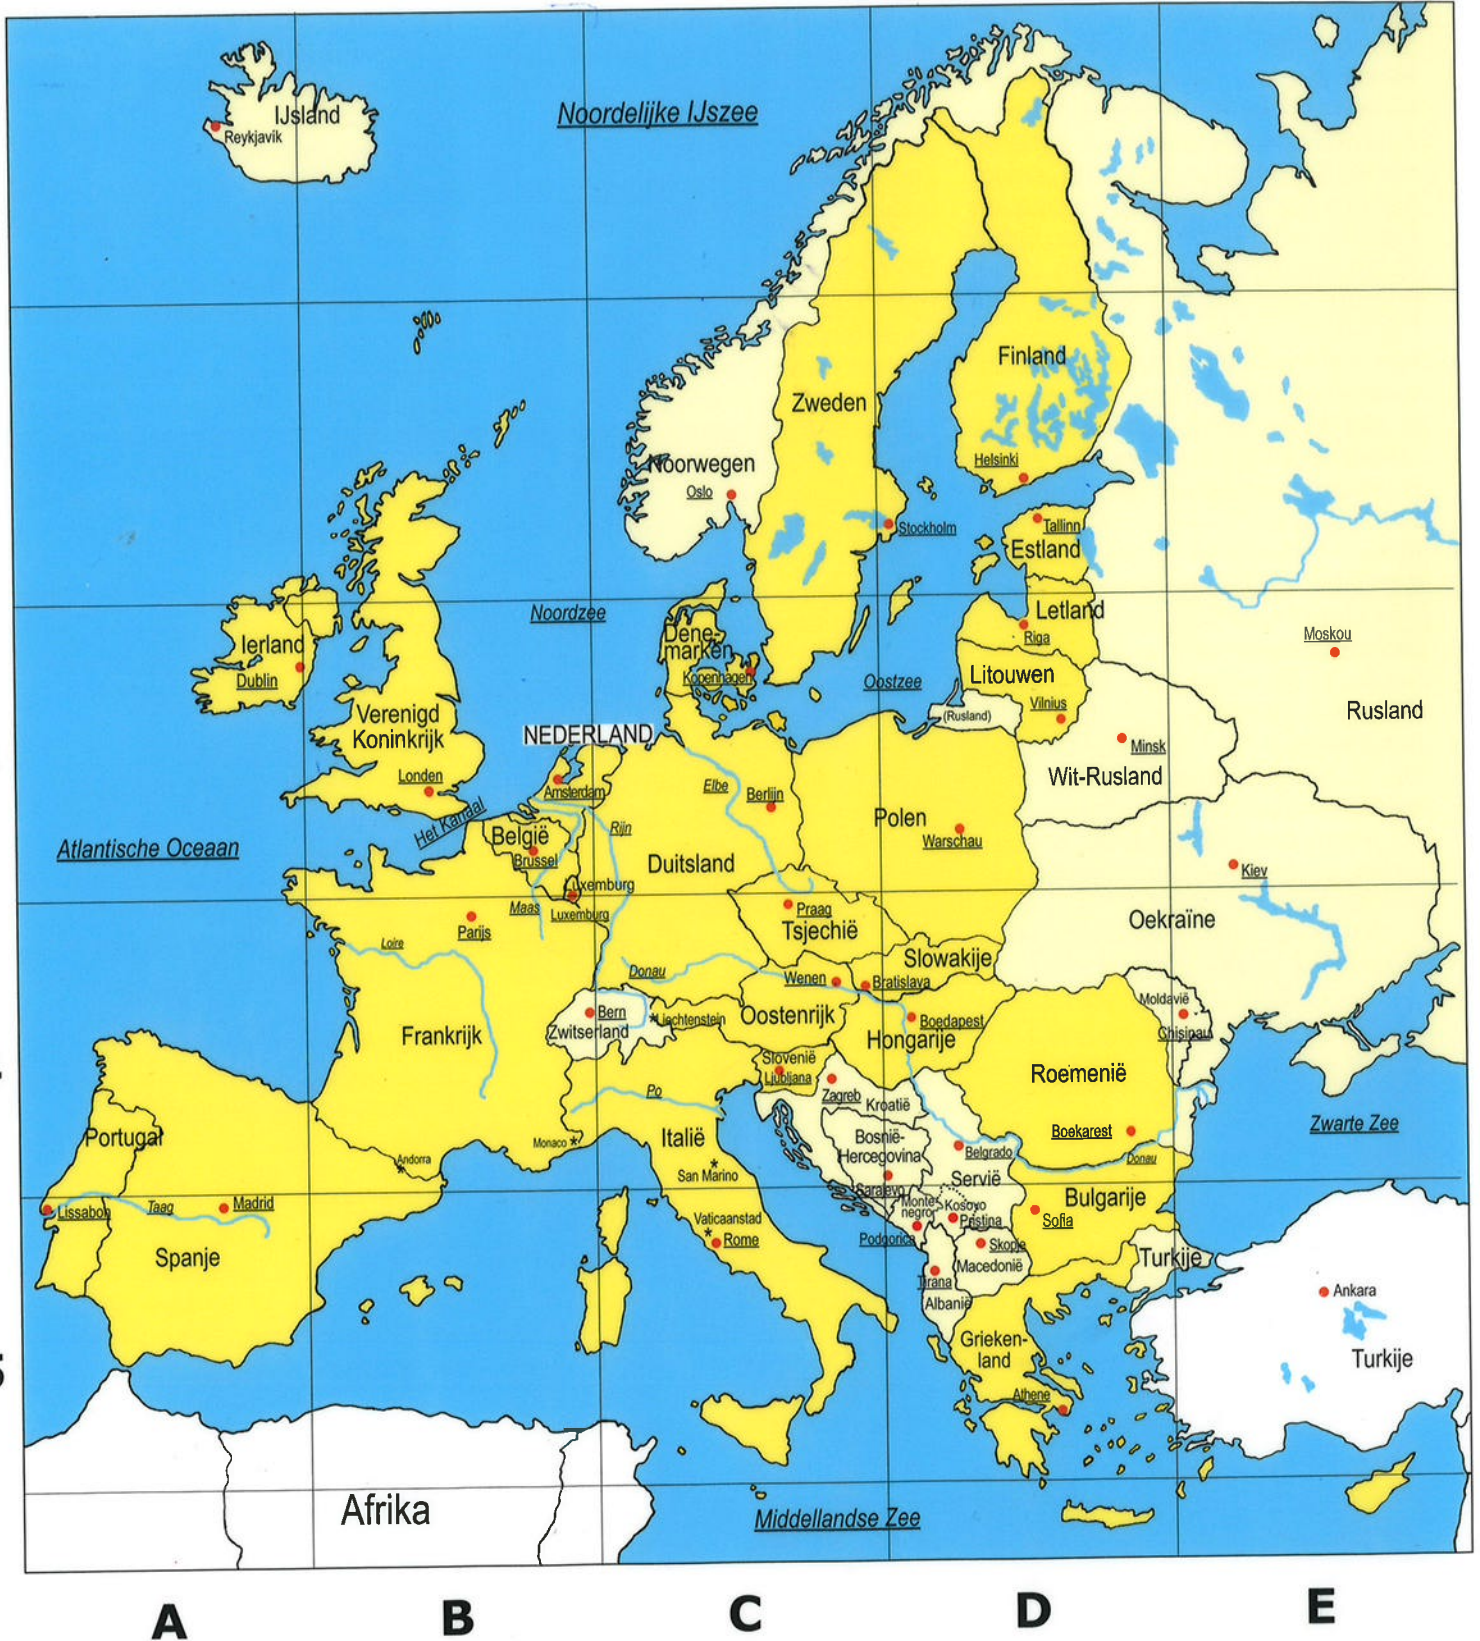 Noordelijke IJszee
IJsland
Reykjavik
Finland
Zweden
Helsinki
Noorwegen
Oslo
Stockholm
Tallinn
Estland
Noordzee
Letland
Riga
Moskou
Ierland
Dublin
Dene-
marken
Kopenhagen
Oostzee
Litouwen
Vilnius
(Rusland)
Rusland
Verenigd
Koninkrijk
NEDERLAND
Minsk
Wit-Rusland
Londen
Amsterdam
Elbe
Berlijn
Polen
Warschau
Het Kanaal
België
Brussel
Rijn
Atlantische Oceaan
Duitsland
Kiev
Luxemburg
Luxemburg
Maas
Parijs
Praag
Tsjechië
Oekraïne
Loire
Slowakije
Donau
Wenen
Bratislava
Moldavië
Chisinau
Bern
Zwitserland
*Liechtenstein
Oostenrijk
Boedapest
Hongarije
Frankrijk
Slovenië
Ljubljana
Roemenië
Zagreb
Kroatië
Po
Portugal
Monaco *
Italië
Bosnië-
Hercegovina
Belgrado
Boekarest
Donau
Zwarte Zee
Andorra
*
*
San Marino
Sarajevo
Servië
Bulgarije
Lissabon
Taag
Madrid
Monte-
negro
Kosovo
Pristina
Sofia
Vaticaanstad
*
Rome
Podgorica
Skopje
Macedonië
Turkije
Spanje
Tirana
Albanië
Ankara
Turkije
Grieken-
land
Athene
5
Afrika
Middellandse Zee
A B C D E